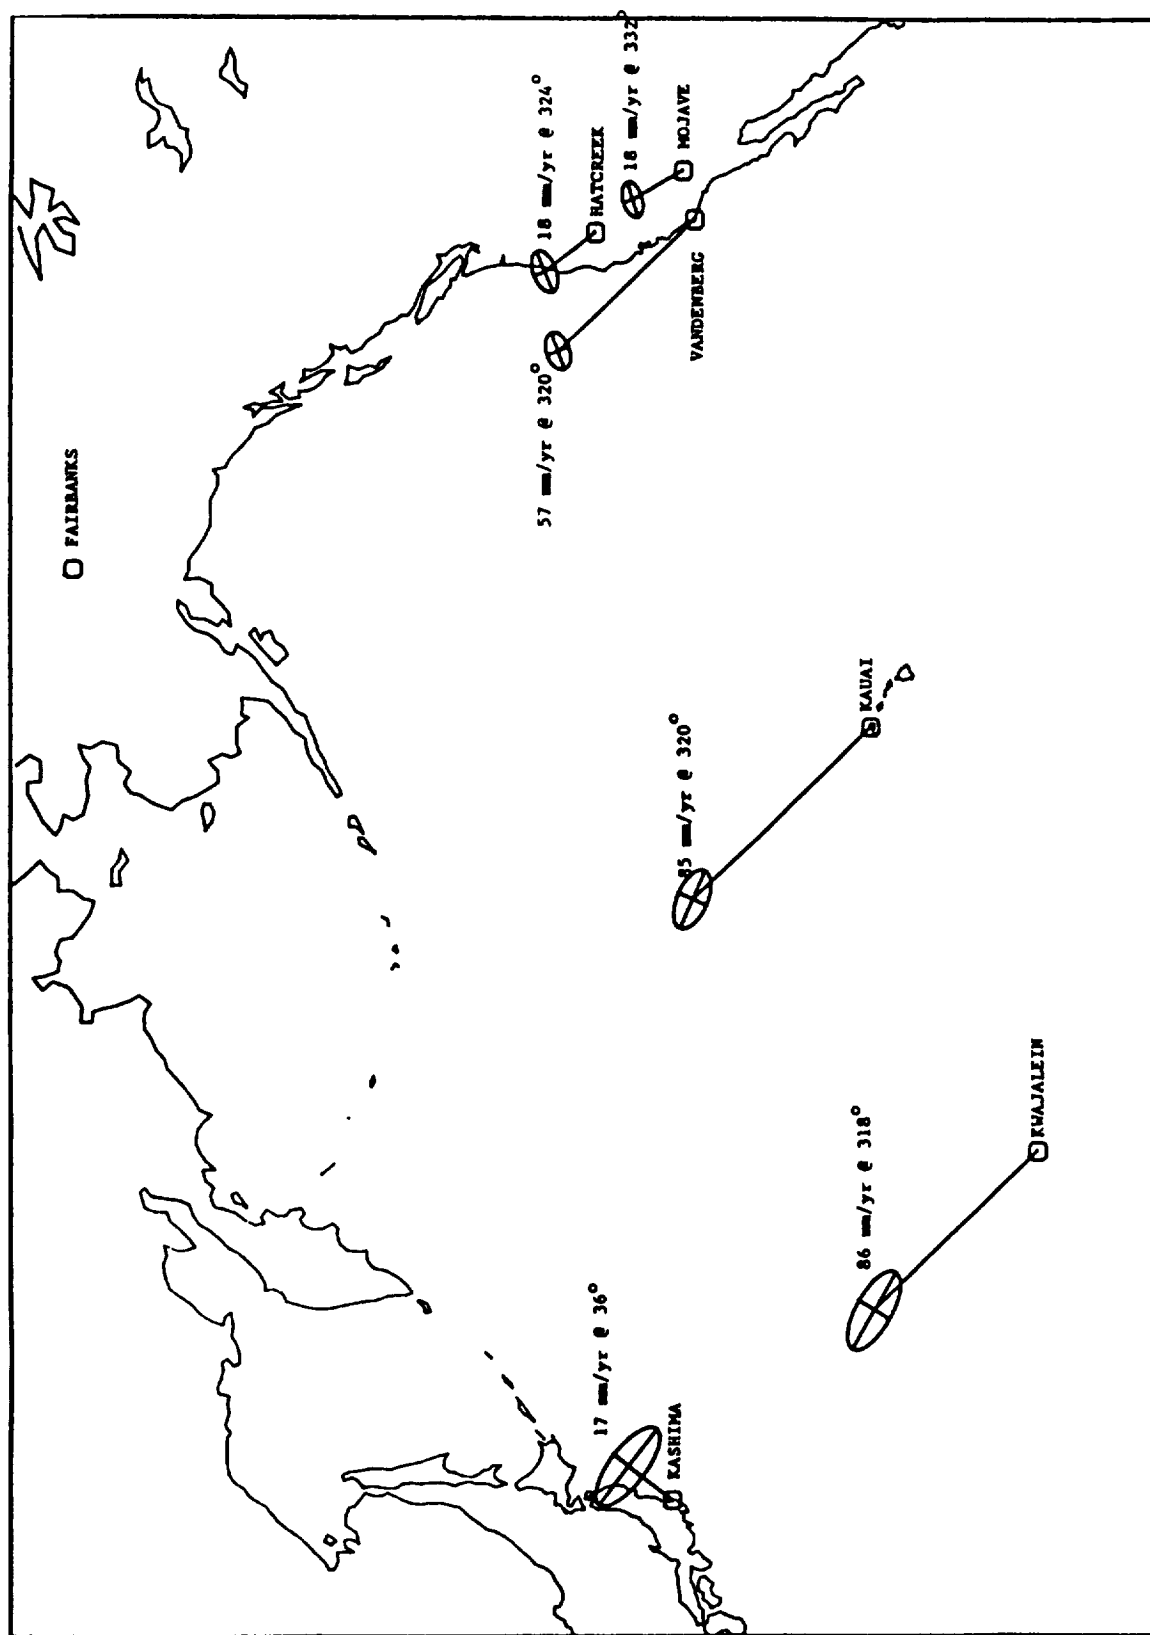 FAIRBANKS
57 mm/yr @ 320°
18 mm/yr @ 324°
HATCREEK
17 mm/yr @ 36°
18 mm/yr @ 332°
KASHIMA
85 mm/yr @ 320°
MOJAVE
VANDENBERG
86 mm/yr @ 318°
KAUAI
KWAJALEIN